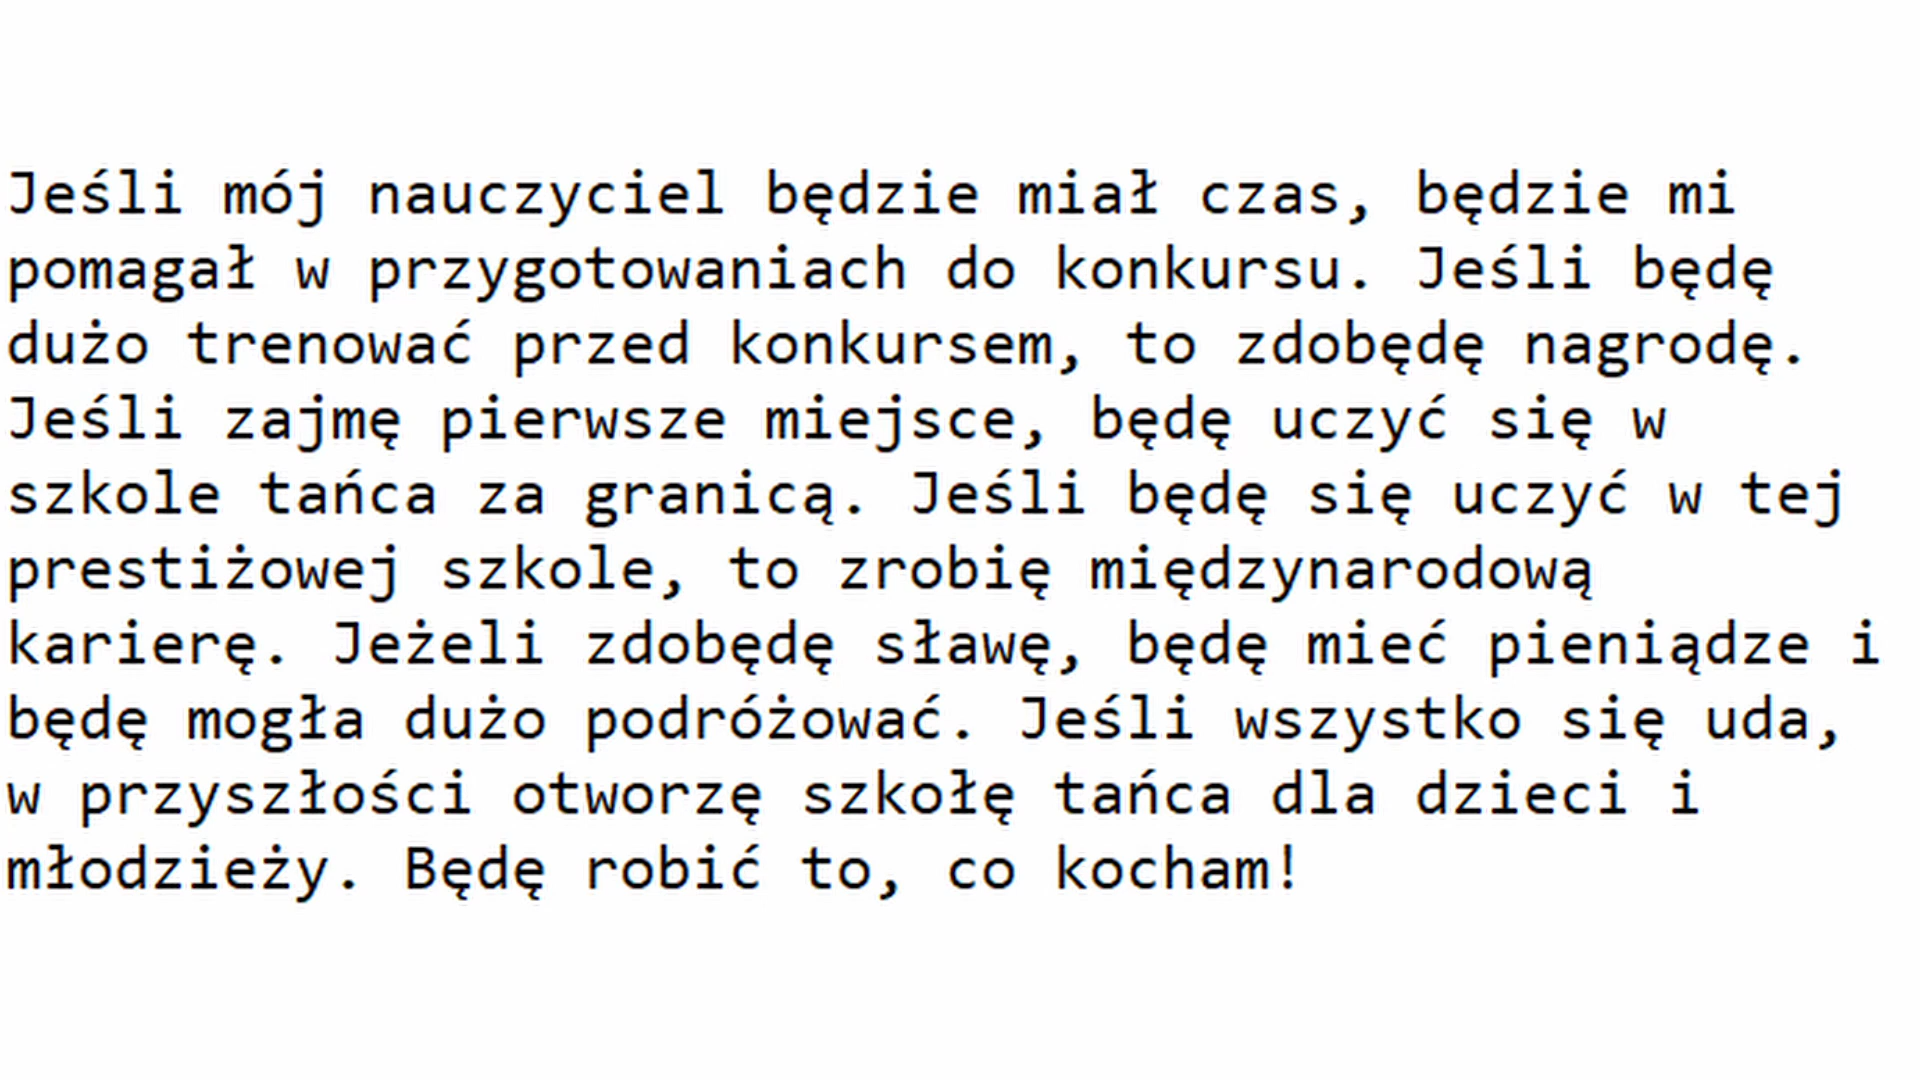 Jeśli mój nauczyciel będzie miał czas, będzie mi
pomagał w przygotowaniach do konkursu. Jeśli będę
dużo trenować przed konkursem, to zdobędę nagrodę.
Jeśli zajmę pierwsze miejsce, będę uczyć się w
szkole tańca za granicą. Jeśli będę się uczyć w tej
prestiżowej szkole, to zrobię międzynarodową
karierę. Jeżeli zdobędę sławę, będę mieć pieniądze i
będę mogła dużo podróżować. Jeśli wszystko się uda,
w przyszłości otworzę szkołę tańca dla dzieci i
młodzieży. Będę robić to, co kocham!